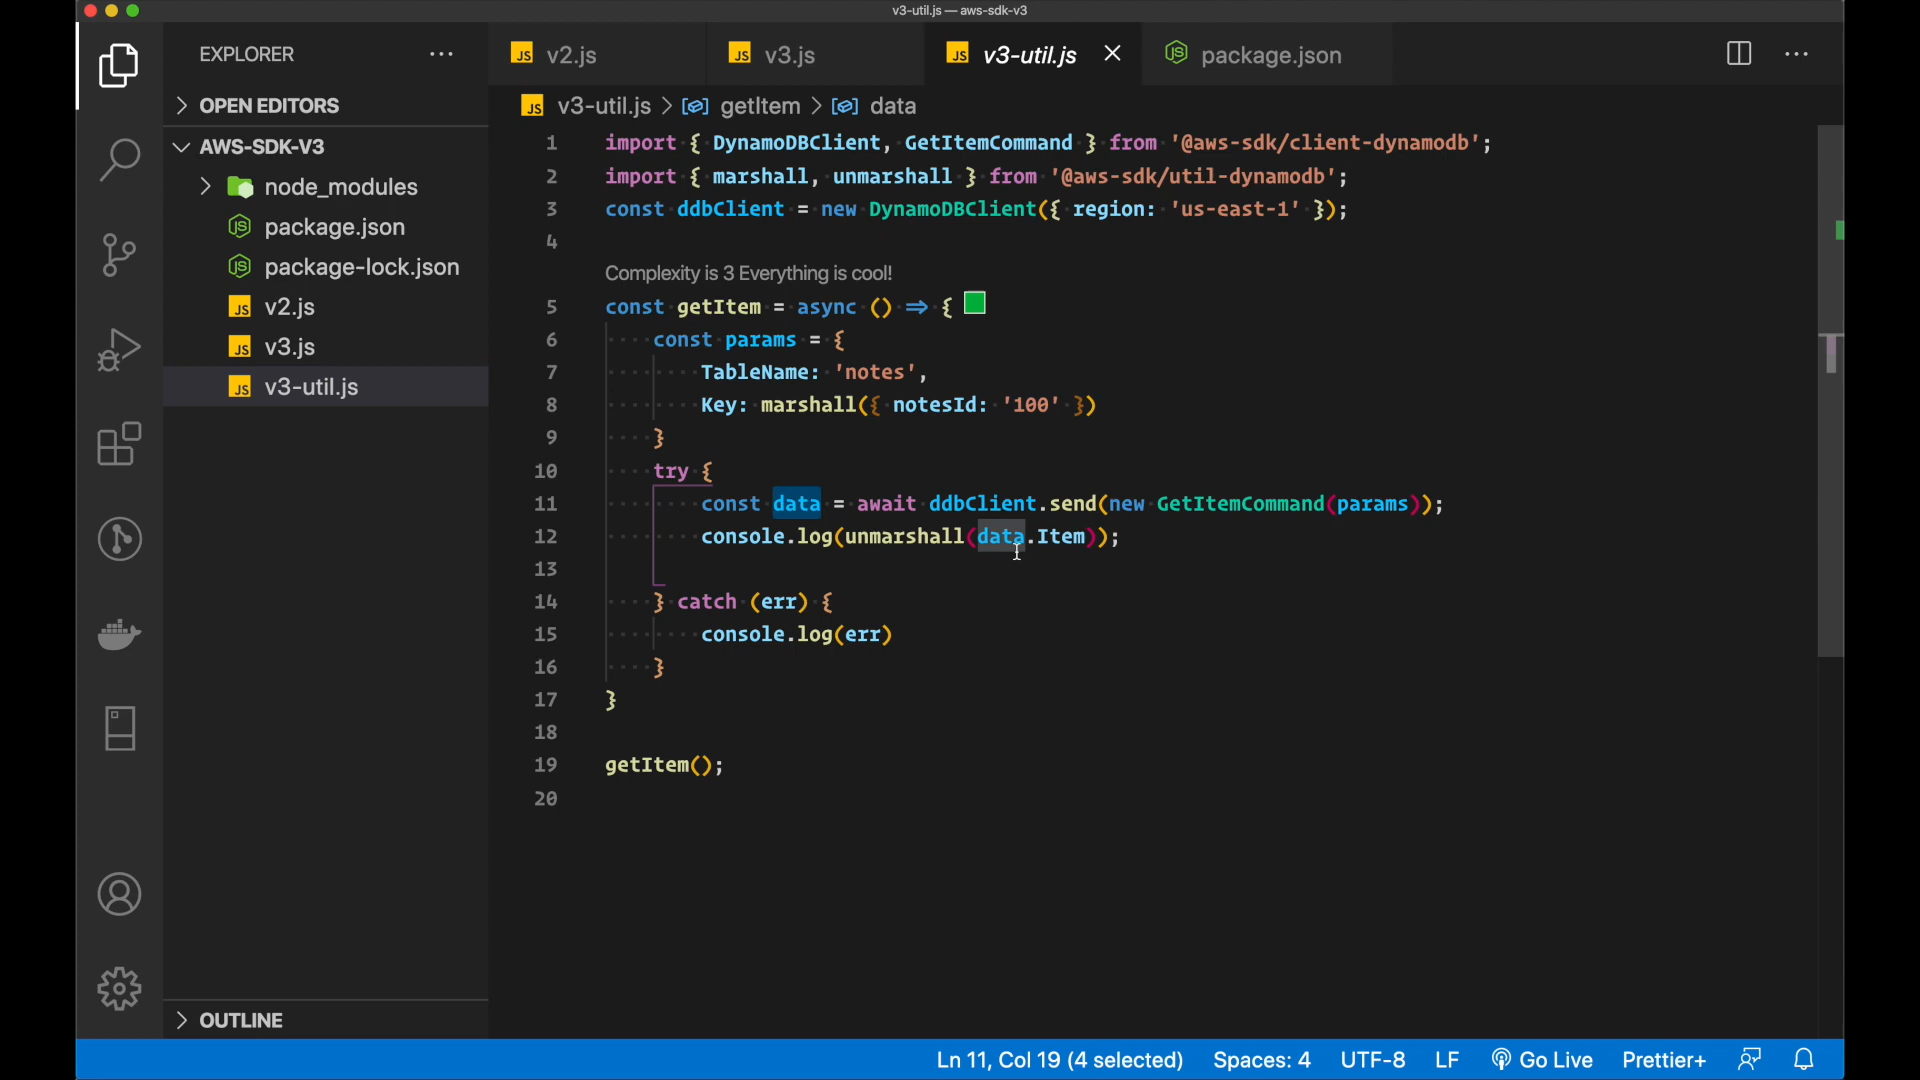 v3-util.js — aws-sdk-v3
EXPLORER
OPEN EDITORS
AWS-SDK-V3
node_modules
package.json
package-lock.json
v2.js
v3.js
v3-util.js
OUTLINE
JS v2.js
JS v3.js
JS v3-util.js
package.json
JS v3-util.js > getItem > data
1 import { DynamoDBClient, GetItemCommand } from '@aws-sdk/client-dynamodb';
2 import { marshall, unmarshall } from '@aws-sdk/util-dynamodb';
3 const ddbClient = new DynamoDBClient({ region: 'us-east-1' });
4
Complexity is 3 Everything is cool!
5 const getItem = async () => {
6 const params = {
7 TableName: 'notes',
8 Key: marshall({ notesId: '100' })
9 }
10 try {
11 const data = await ddbClient.send(new GetItemCommand(params));
12 console.log(unmarshall(data.Item));
13
14 } catch (err) {
15 console.log(err)
16 }
17 }
18
19 getItem();
20
Ln 11, Col 19 (4 selected) Spaces: 4 UTF-8 LF Go Live Prettier+